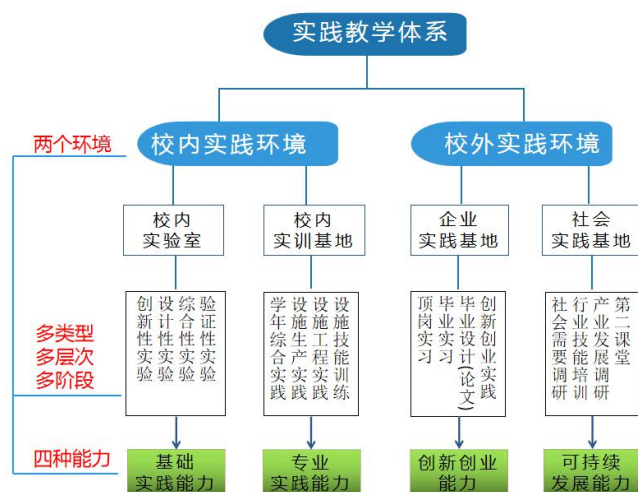 实践教学体系
两个环境
校内实践环境
校外实践环境
校内
实验室
校内
实训基地
企业
实践基地
社会
实践基地
多类型
多层次
多阶段
验证性实验
综合性实验
设计性实验
创新性实验
设施技能训练
设施工程实践
设施生产实践
学年综合实践
创新创业实践
毕业设计(论文)
毕业实习
顶岗实习
第二课堂
产业发展调研
行业技能培训
社会需要调研
四种能力
基础
实践能力
专业
实践能力
创新创业
能力
可持续
发展能力